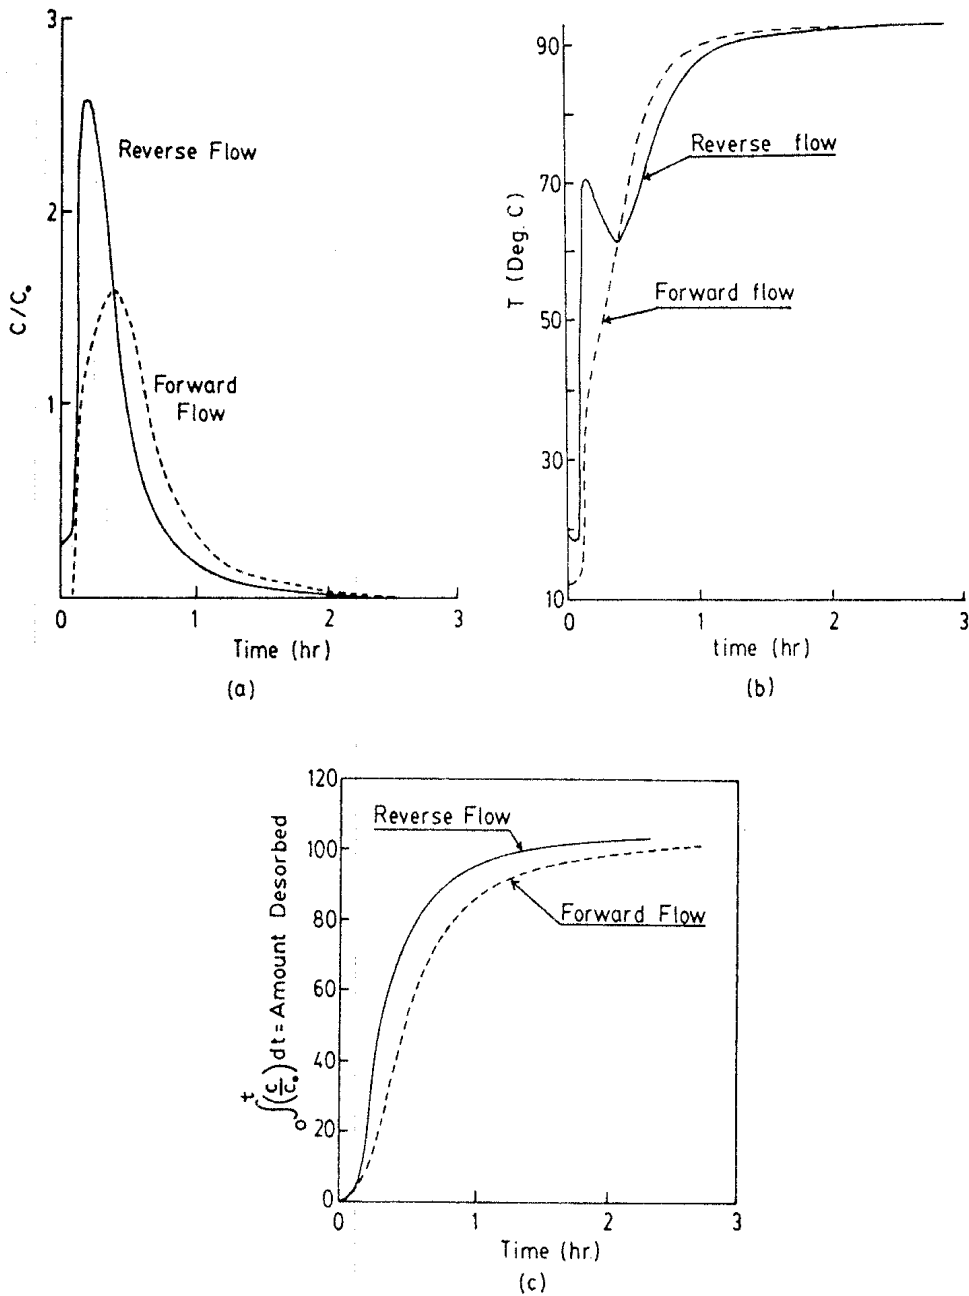 3
2
1
C/C₀
Reverse Flow
Forward
Flow
0
1
2
3
Time (hr)
(a)
90
70
50
30
10
T (Deg. C)
Reverse flow
Forward flow
0
1
2
3
time (hr)
(b)
120
100
80
60
40
20
0
₀∫ᵗ(c/c₀)dt = Amount Desorbed
Reverse Flow
Forward Flow
0
1
2
3
Time (hr.)
(c)